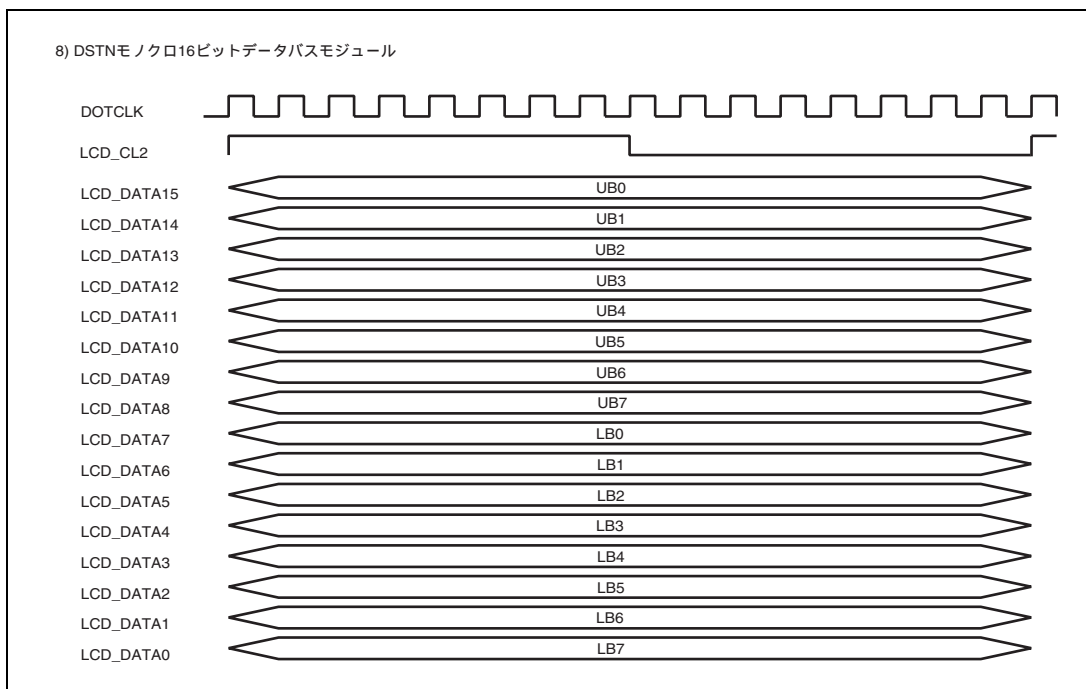 8) DSTNモノクロ16ビットデータバスモジュール
DOTCLK
LCD_CL2
LCD_DATA15 UB0
LCD_DATA14 UB1
LCD_DATA13 UB2
LCD_DATA12 UB3
LCD_DATA11 UB4
LCD_DATA10 UB5
LCD_DATA9 UB6
LCD_DATA8 UB7
LCD_DATA7 LB0
LCD_DATA6 LB1
LCD_DATA5 LB2
LCD_DATA4 LB3
LCD_DATA3 LB4
LCD_DATA2 LB5
LCD_DATA1 LB6
LCD_DATA0 LB7